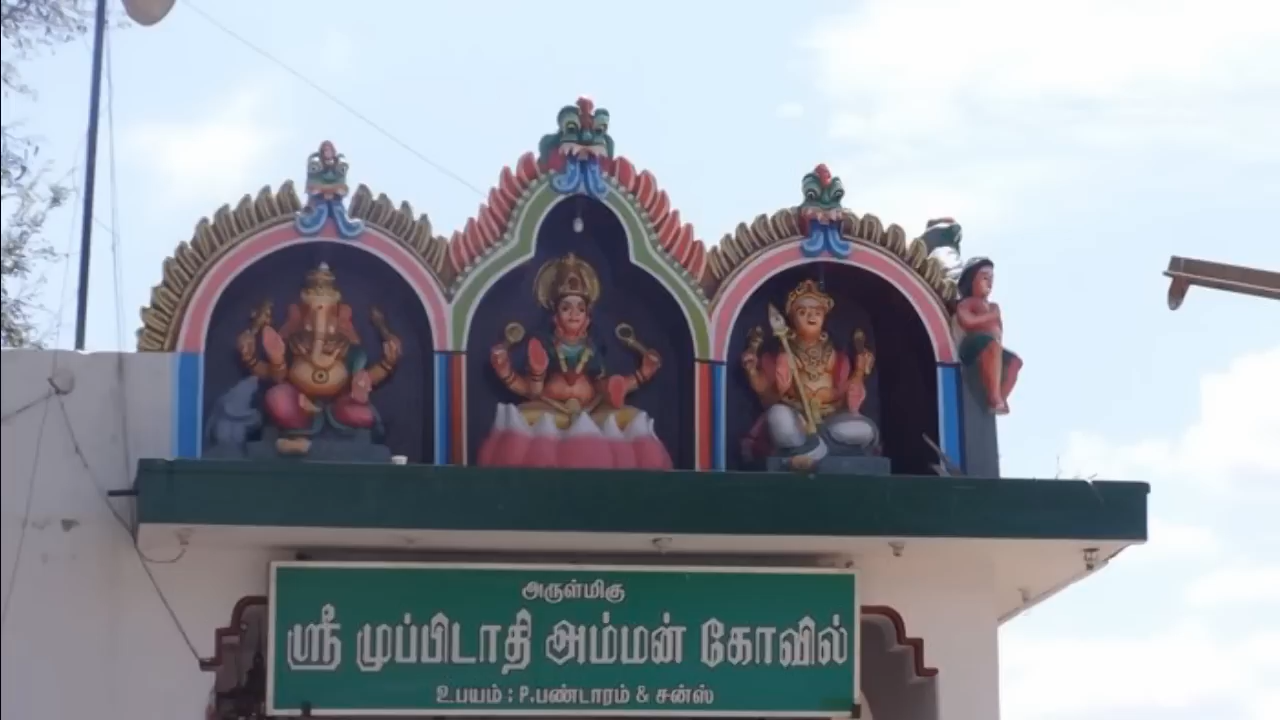 அருள்மிகு
ஸ்ரீ முப்பிடாதி அம்மன் கோவில்
உபயம் : P.பண்டாரம் & சன்ஸ்